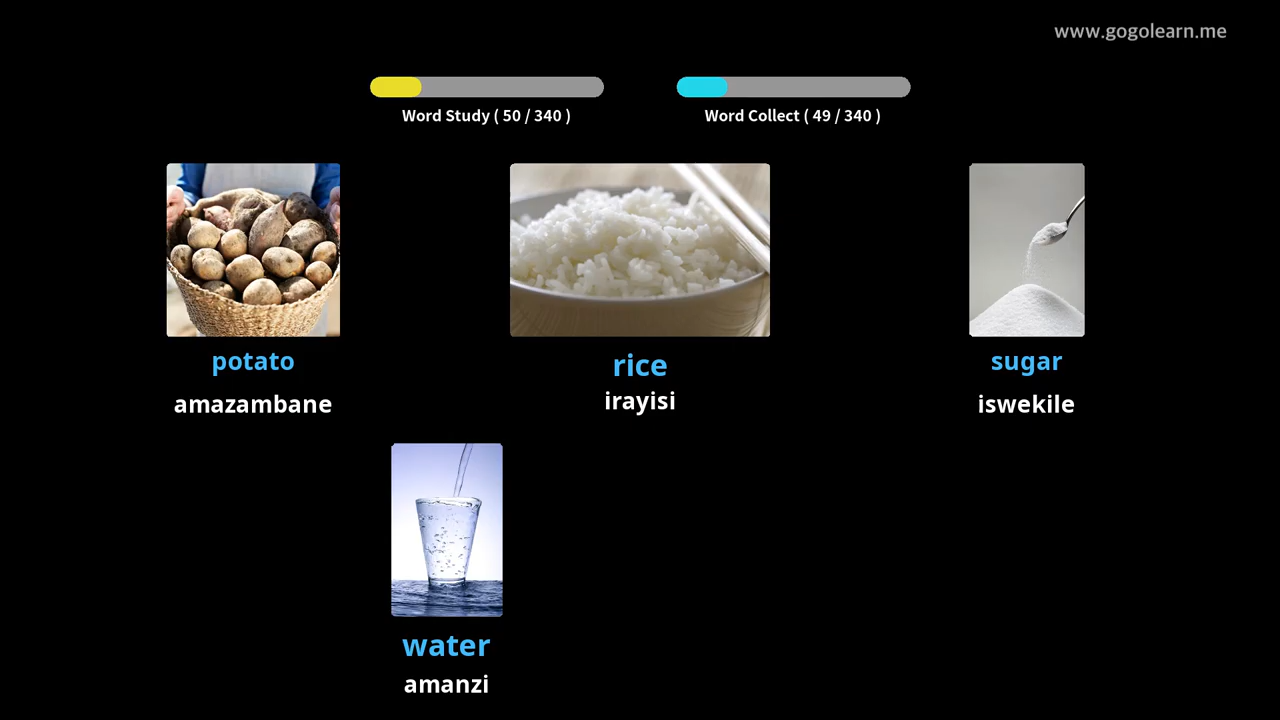 www.gogolearn.me
Word Study ( 50 / 340 )
Word Collect ( 49 / 340 )
potato
rice
sugar
amazambane
irayisi
iswekile
water
amanzi